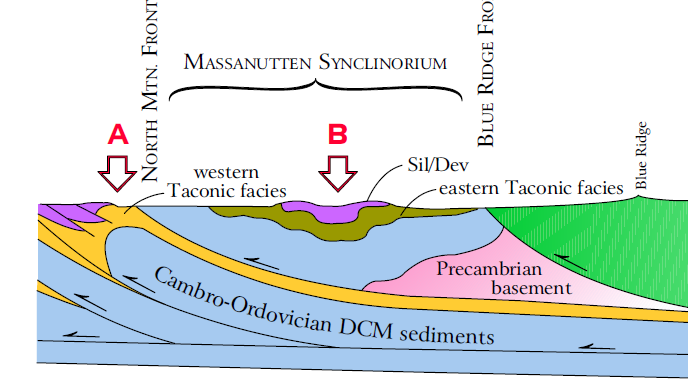 NORTH MTN. FRONT
MASSANUTTEN SYNCLINORIUM
BLUE RIDGE FRO
A
B
Blue Ridge
western
Taconic facies
Sil/Dev
eastern Taconic facies
Precambrian
basement
Cambro-Ordovician DCM sediments